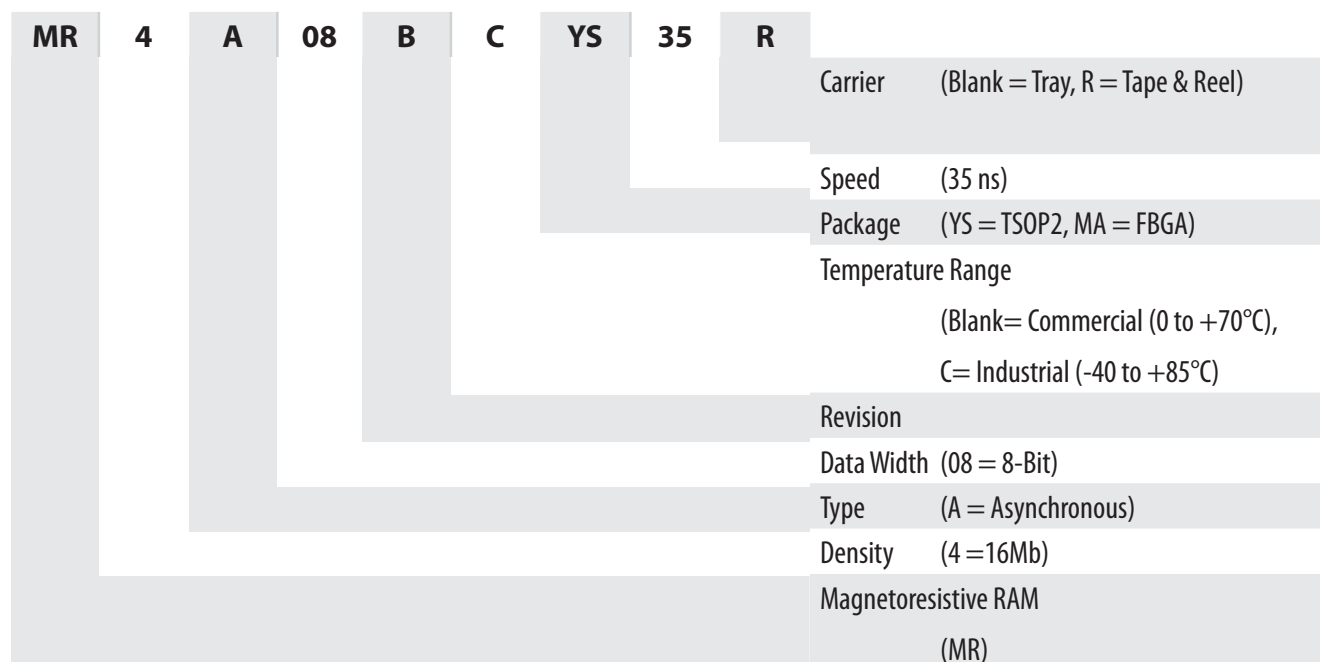 MR 4 A 08 B C YS 35 R
Carrier (Blank = Tray, R = Tape & Reel)
Speed (35 ns)
Package (YS = TSOP2, MA = FBGA)
Temperature Range
(Blank= Commercial (0 to +70°C),
C= Industrial (-40 to +85°C)
Revision
Data Width (08 = 8-Bit)
Type (A = Asynchronous)
Density (4 =16Mb)
Magnetoresistive RAM
(MR)